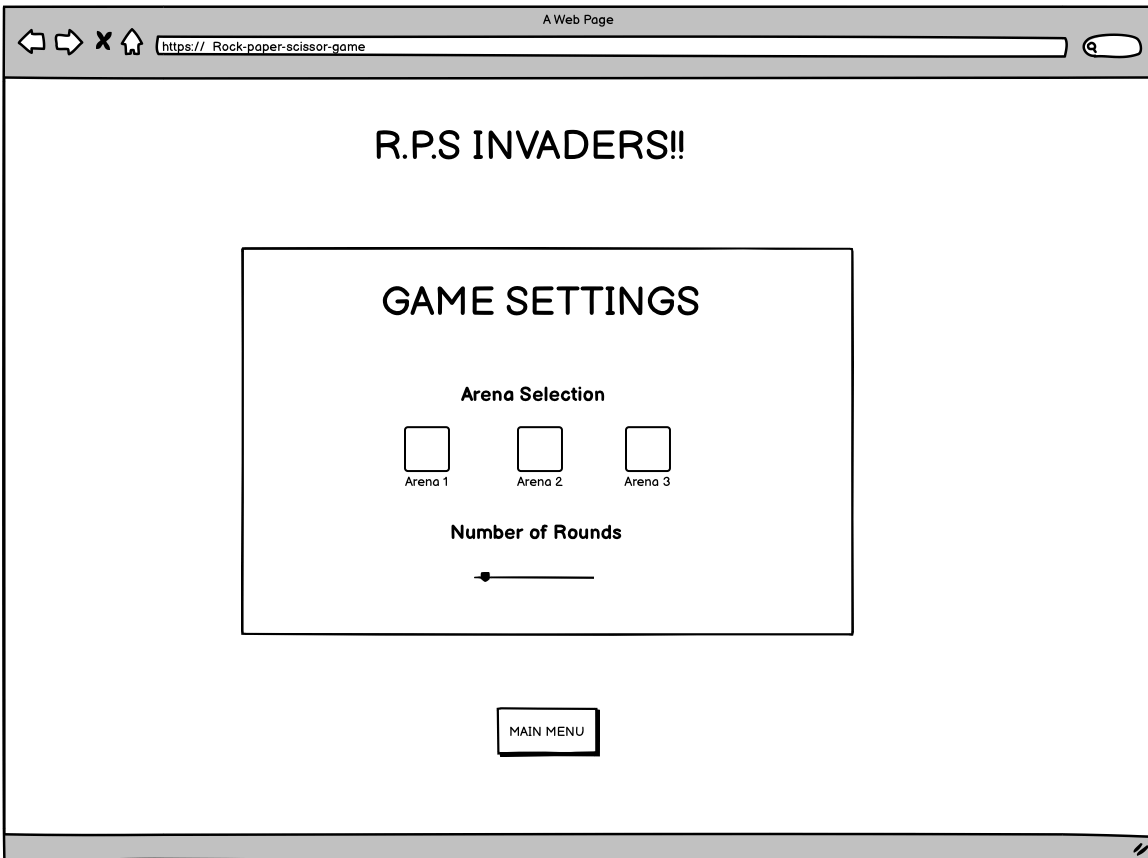 A Web Page
https:// Rock-paper-scissor-game
R.P.S INVADERS!!
GAME SETTINGS
Arena Selection
Arena 1 Arena 2 Arena 3
Number of Rounds
MAIN MENU